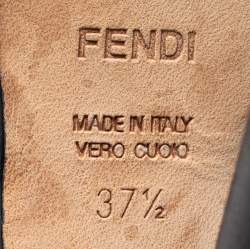 FENDI
MADE IN ITALY
VERO CUOIO
37½